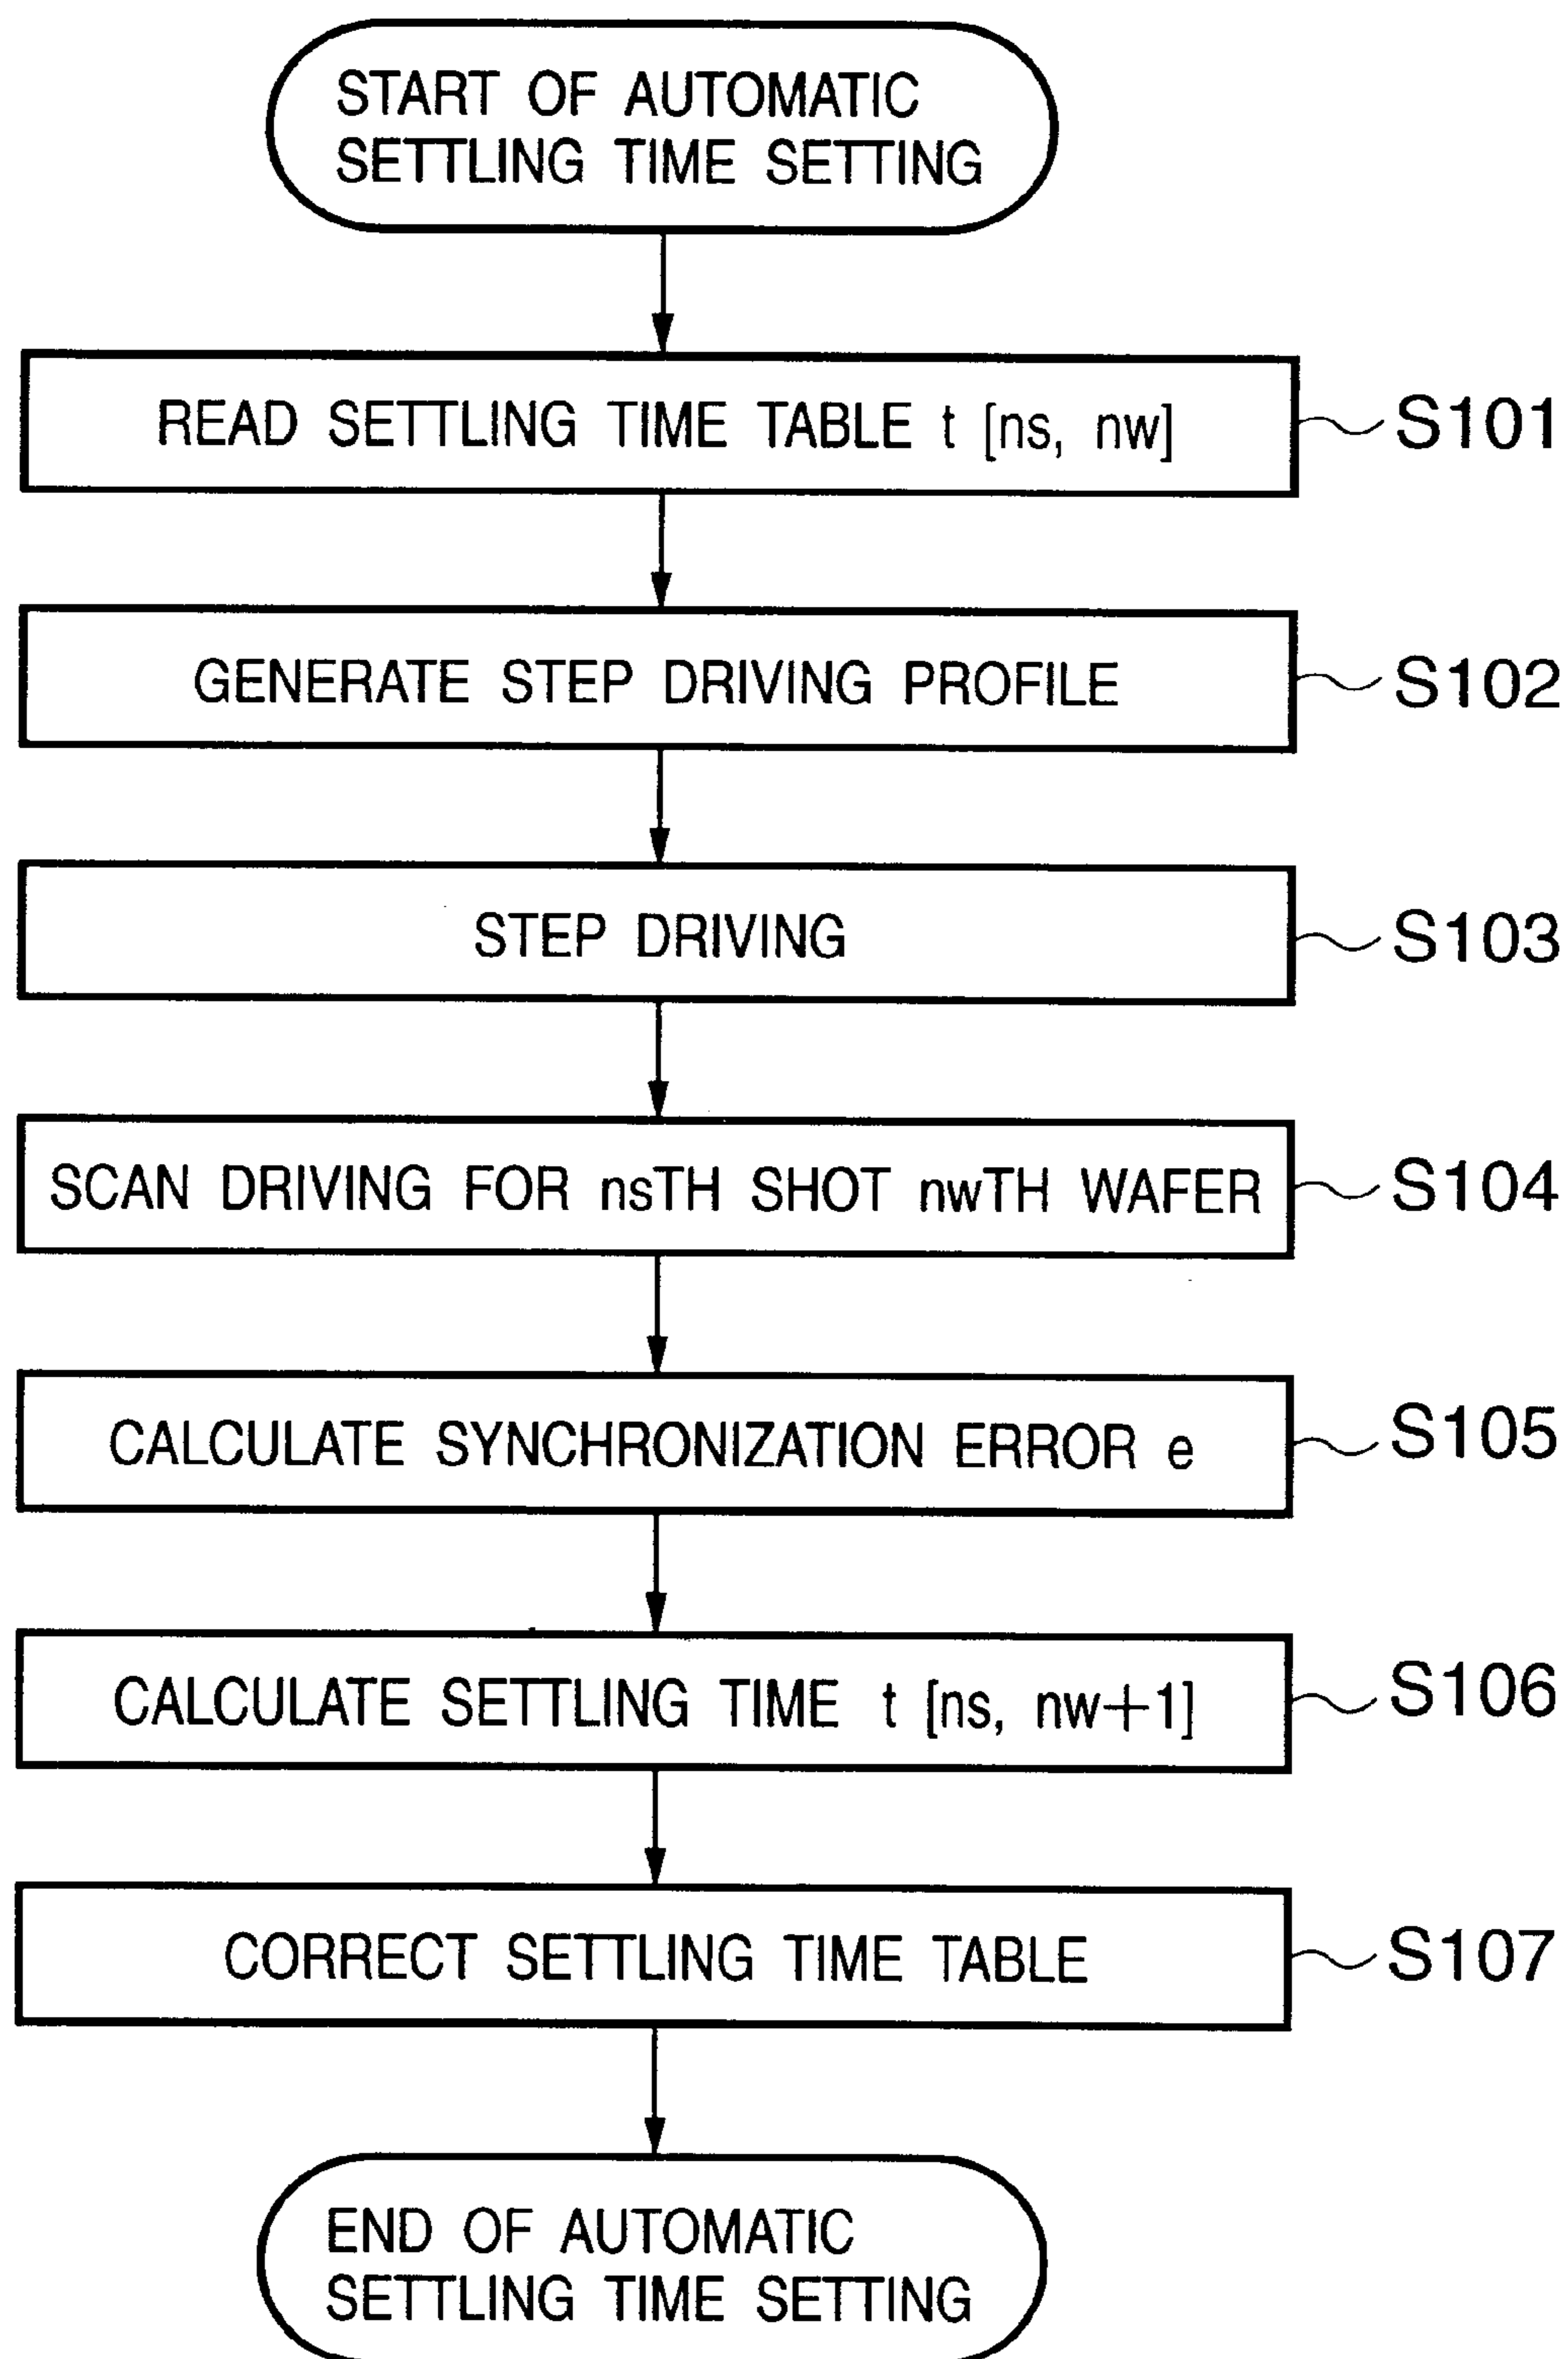 START OF AUTOMATIC
SETTLING TIME SETTING
READ SETTLING TIME TABLE t [ns, nw]
S101
GENERATE STEP DRIVING PROFILE
S102
STEP DRIVING
S103
SCAN DRIVING FOR nsTH SHOT nwTH WAFER
S104
CALCULATE SYNCHRONIZATION ERROR e
S105
CALCULATE SETTLING TIME t [ns, nw+1]
S106
CORRECT SETTLING TIME TABLE
S107
END OF AUTOMATIC
SETTLING TIME SETTING